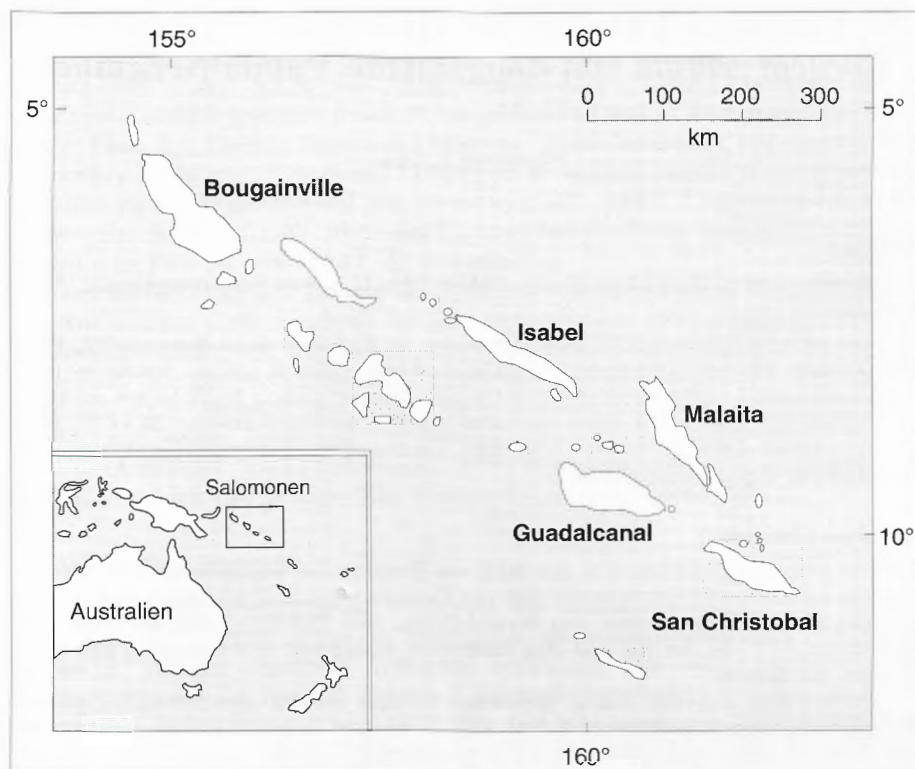 155°
160°
5°
5°
0 100 200 300
km
Bougainville
Isabel
Malaita
Salomonen
Guadalcanal
10°
Australien
San Christobal
160°